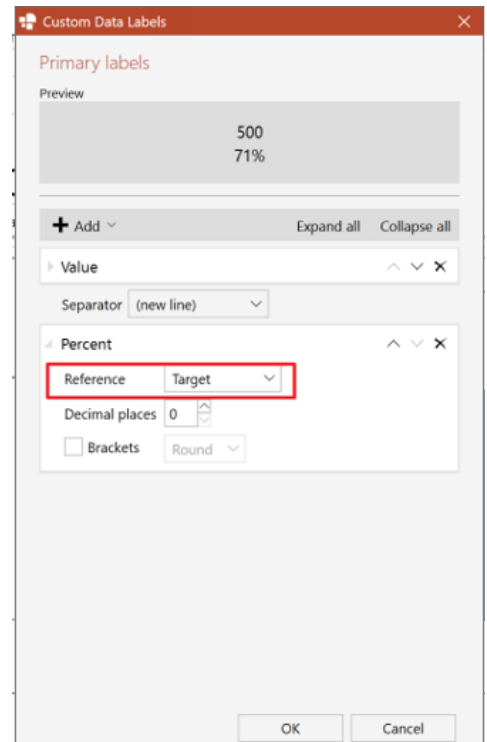 Custom Data Labels
Primary labels
Preview
500
71%
Add Expand all Collapse all
Value
Separator (new line)
Percent
Reference Target
Decimal places 0
Brackets Round
OK Cancel